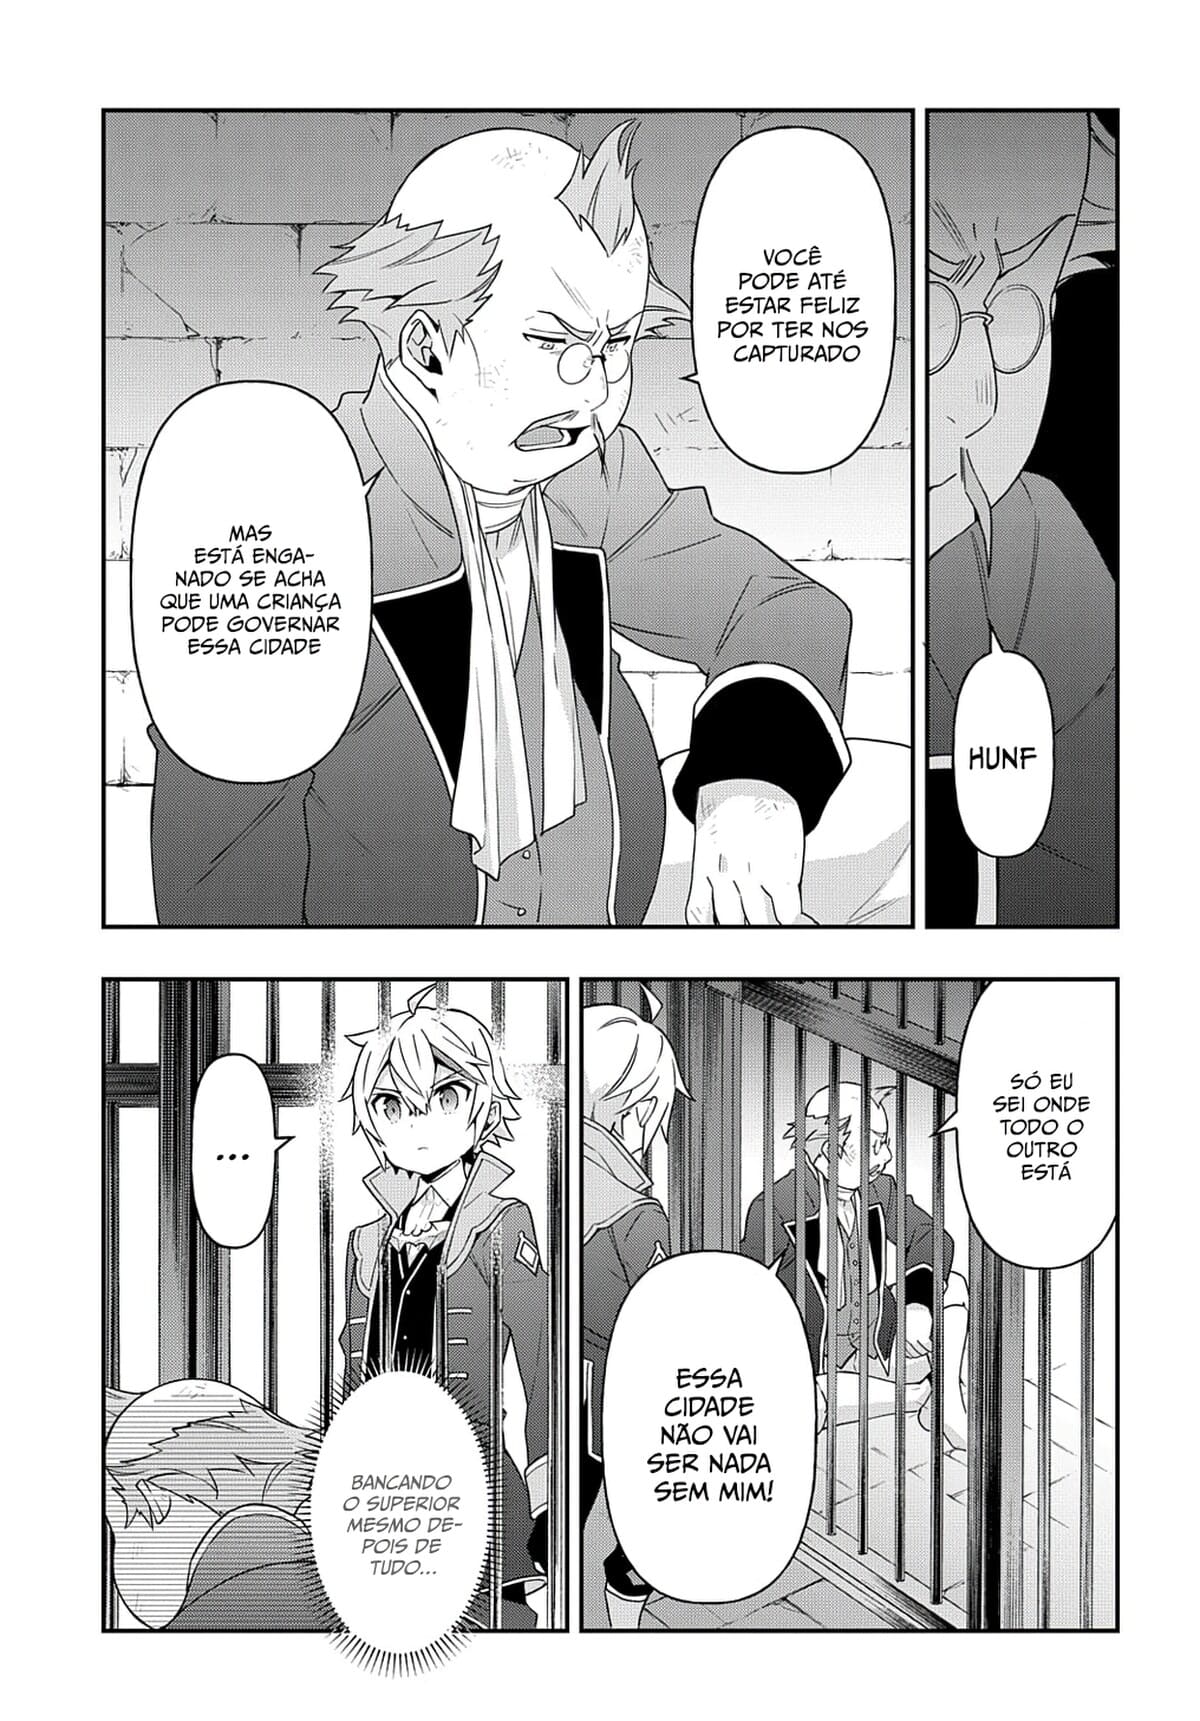 HUNF
VOCÊ
PODE ATÉ
ESTAR FELIZ
POR TER NOS
CAPTURADO
MAS
ESTÁ ENGA-
NADO SE ACHA
QUE UMA CRIANÇA
PODE GOVERNAR
ESSA CIDADE
SÓ EU
SEI ONDE
TODO O
OUTRO
ESTÁ
ESSA
CIDADE
NÃO VAI
SER NADA
SEM MIM!
...
BANCANDO
O SUPERIOR
MESMO DE-
POIS DE
TUDO...